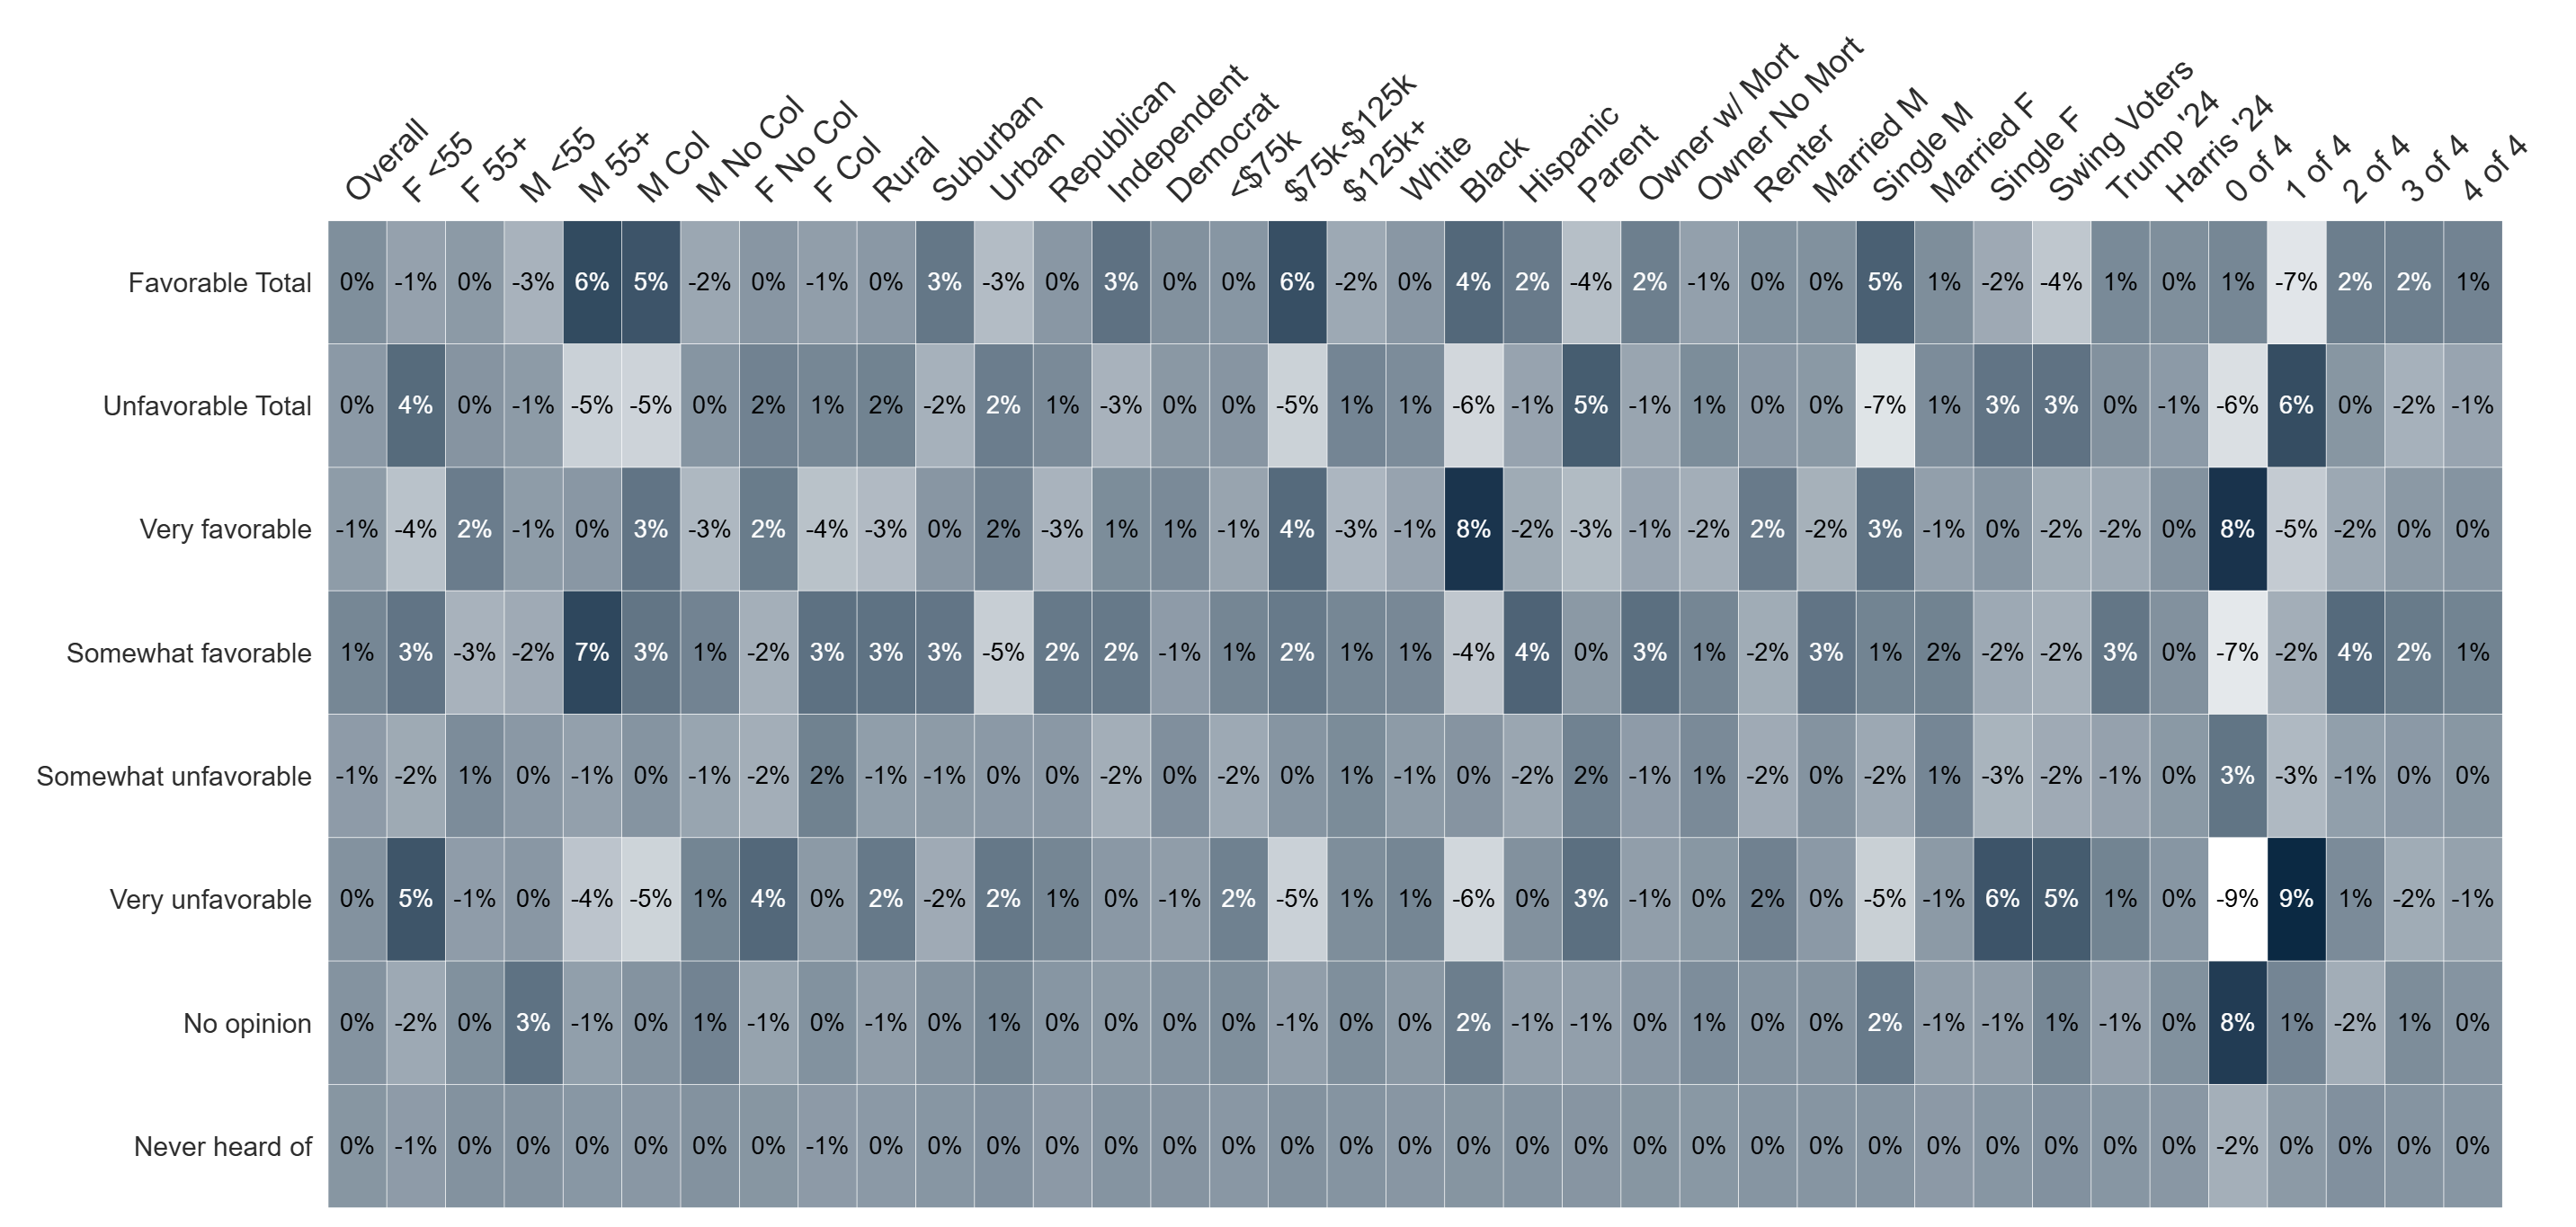 Overall F <55 F 55+ M <55 M 55+ M Col M No Col F No Col F Col Rural Suburban Urban Republican Independent Democrat <$75k $75k-$125k $125k+ White Black Hispanic Parent Owner w/ Mort Owner No Mort Renter Married M Single M Married F Single F Swing Voters Trump '24 Harris '24 0 of 4 1 of 4 2 of 4 3 of 4 4 of 4
Favorable Total 0% -1% 0% -3% 6% 5% -2% 0% -1% 0% 3% -3% 0% 3% 0% 0% 6% -2% 0% 4% 2% -4% 2% -1% 0% 0% 5% 1% -2% -4% 1% 0% 1% -7% 2% 2% 1%
Unfavorable Total 0% 4% 0% -1% -5% -5% 0% 2% 1% 2% -2% 2% 1% -3% 0% 0% -5% 1% 1% -6% -1% 5% -1% 1% 0% 0% -7% 1% 3% 3% 0% -1% -6% 6% 0% -2% -1%
Very favorable -1% -4% 2% -1% 0% 3% -3% 2% -4% -3% 0% 2% -3% 1% 1% -1% 4% -3% -1% 8% -2% -3% -1% -2% 2% -2% 3% -1% 0% -2% -2% 0% 8% -5% -2% 0% 0%
Somewhat favorable 1% 3% -3% -2% 7% 3% 1% -2% 3% 3% 3% -5% 2% 2% -1% 1% 2% 1% 1% -4% 4% 0% 3% 1% -2% 3% 1% 2% -2% -2% 3% 0% -7% -2% 4% 2% 1%
Somewhat unfavorable -1% -2% 1% 0% -1% 0% -1% -2% 2% -1% -1% 0% 0% -2% 0% -2% 0% 1% -1% 0% -2% 2% -1% 1% -2% 0% -2% 1% -3% -2% -1% 0% 3% -3% -1% 0% 0%
Very unfavorable 0% 5% -1% 0% -4% -5% 1% 4% 0% 2% -2% 2% 1% 0% -1% 2% -5% 1% 1% -6% 0% 3% -1% 0% 2% 0% -5% -1% 6% 5% 1% 0% -9% 9% 1% -2% -1%
No opinion 0% -2% 0% 3% -1% 0% 1% -1% 0% -1% 0% 1% 0% 0% 0% 0% -1% 0% 0% 2% -1% -1% 0% 1% 0% 0% 2% -1% -1% 1% -1% 0% 8% 1% -2% 1% 0%
Never heard of 0% -1% 0% 0% 0% 0% 0% 0% -1% 0% 0% 0% 0% 0% 0% 0% 0% 0% 0% 0% 0% 0% 0% 0% 0% 0% 0% 0% 0% 0% 0% 0% -2% 0% 0% 0% 0%